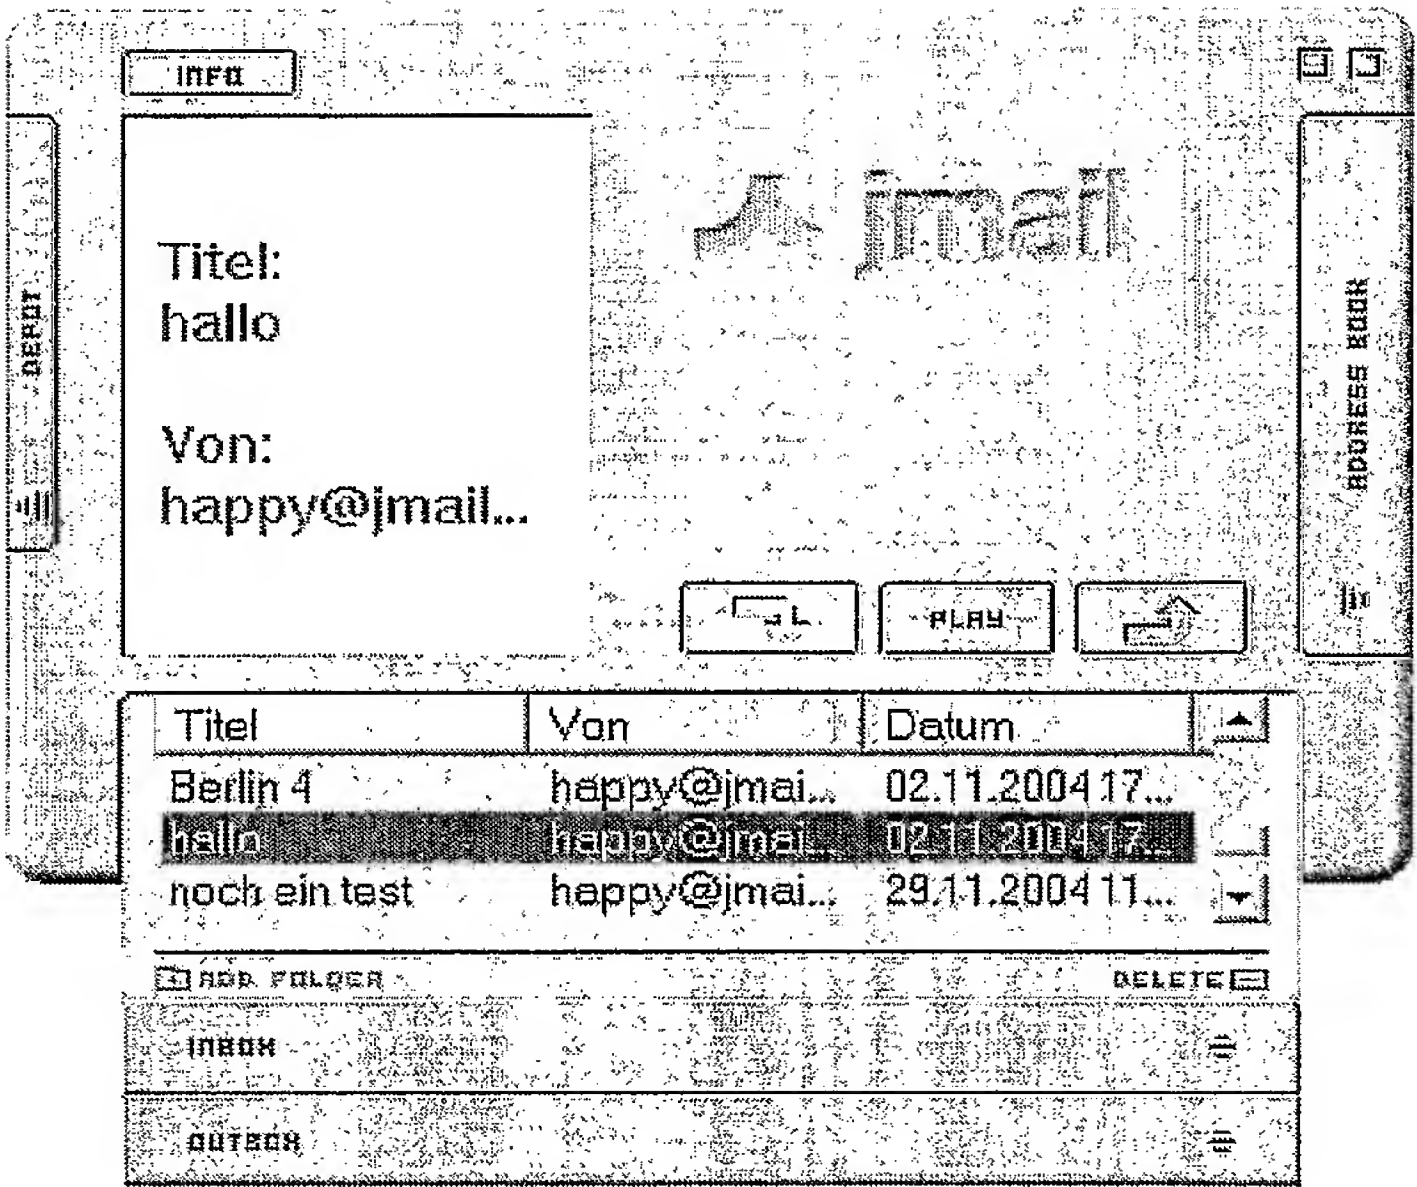 INFO
Titel:
hallo
Von:
happy@jmail...
jmail
DEPOT
ADDRESS BOOK
PLAY
Titel Von Datum
Berlin 4 happy@jmai... 02.11.2004 17...
hallo happy@jmai... 02.11.2004 17...
noch ein test happy@jmai... 29.11.2004 11...
ADD FOLDER DELETE
INBOX
OUTBOX